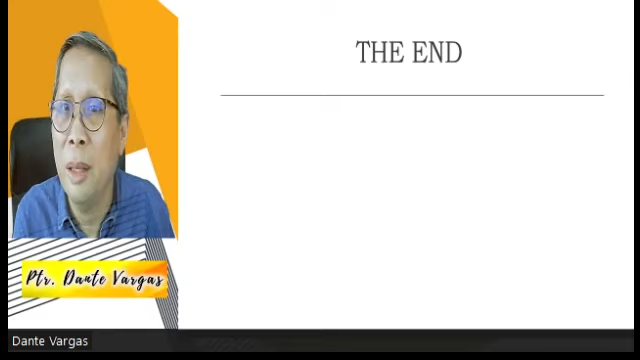 THE END
Ptr. Dante Vargas
Dante Vargas